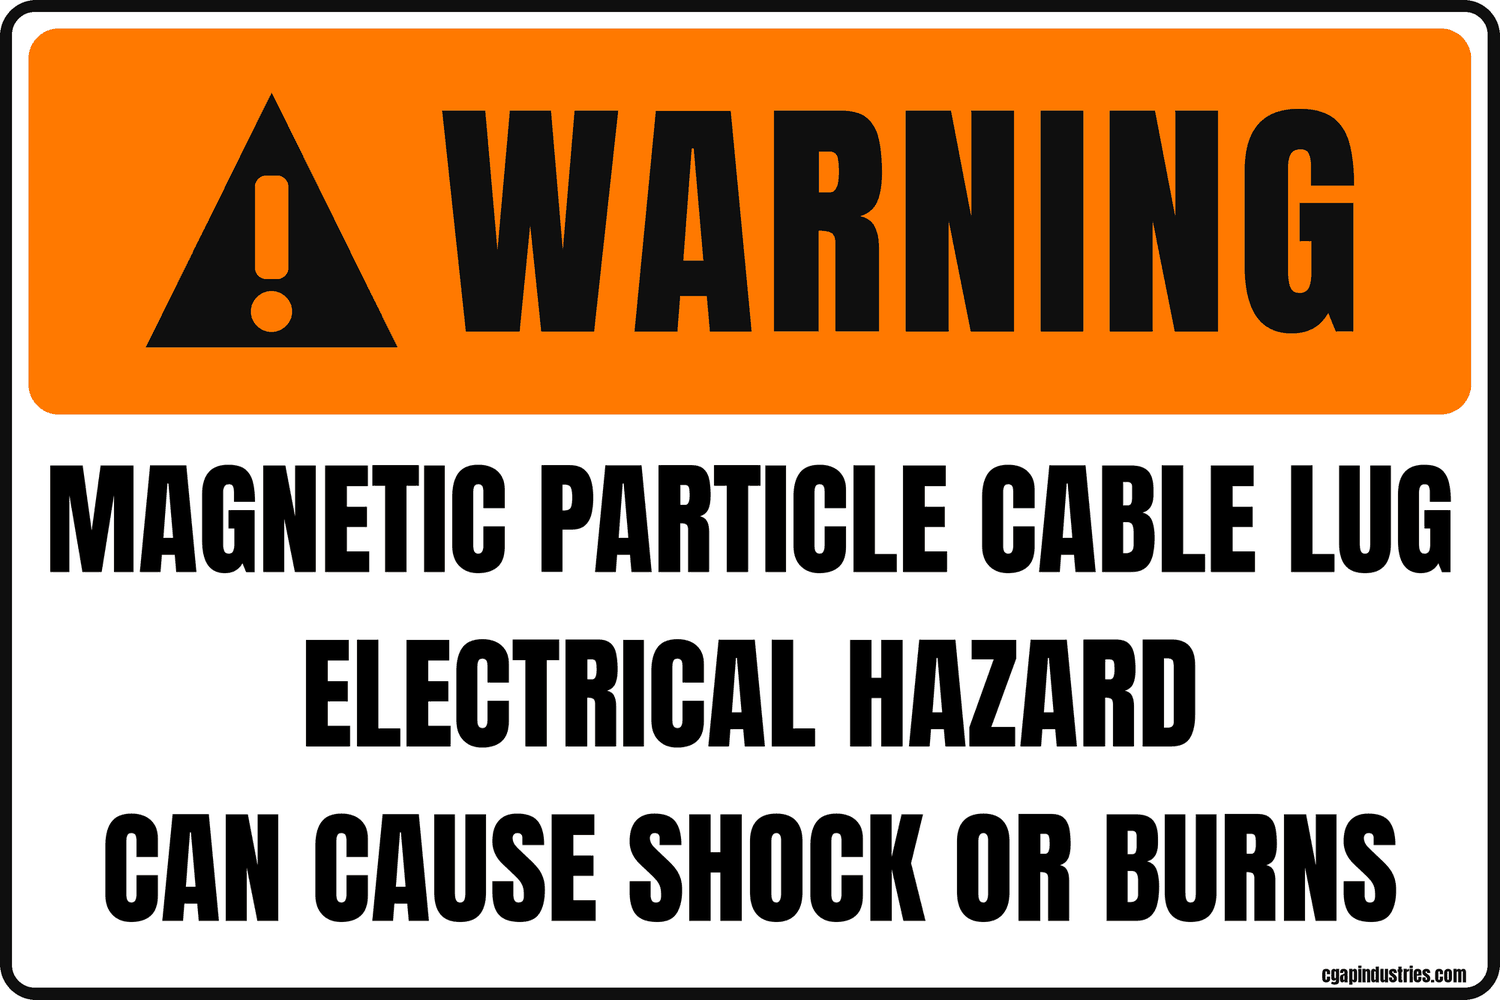 WARNING
MAGNETIC PARTICLE CABLE LUG
ELECTRICAL HAZARD
CAN CAUSE SHOCK OR BURNS
cgapindustries.com